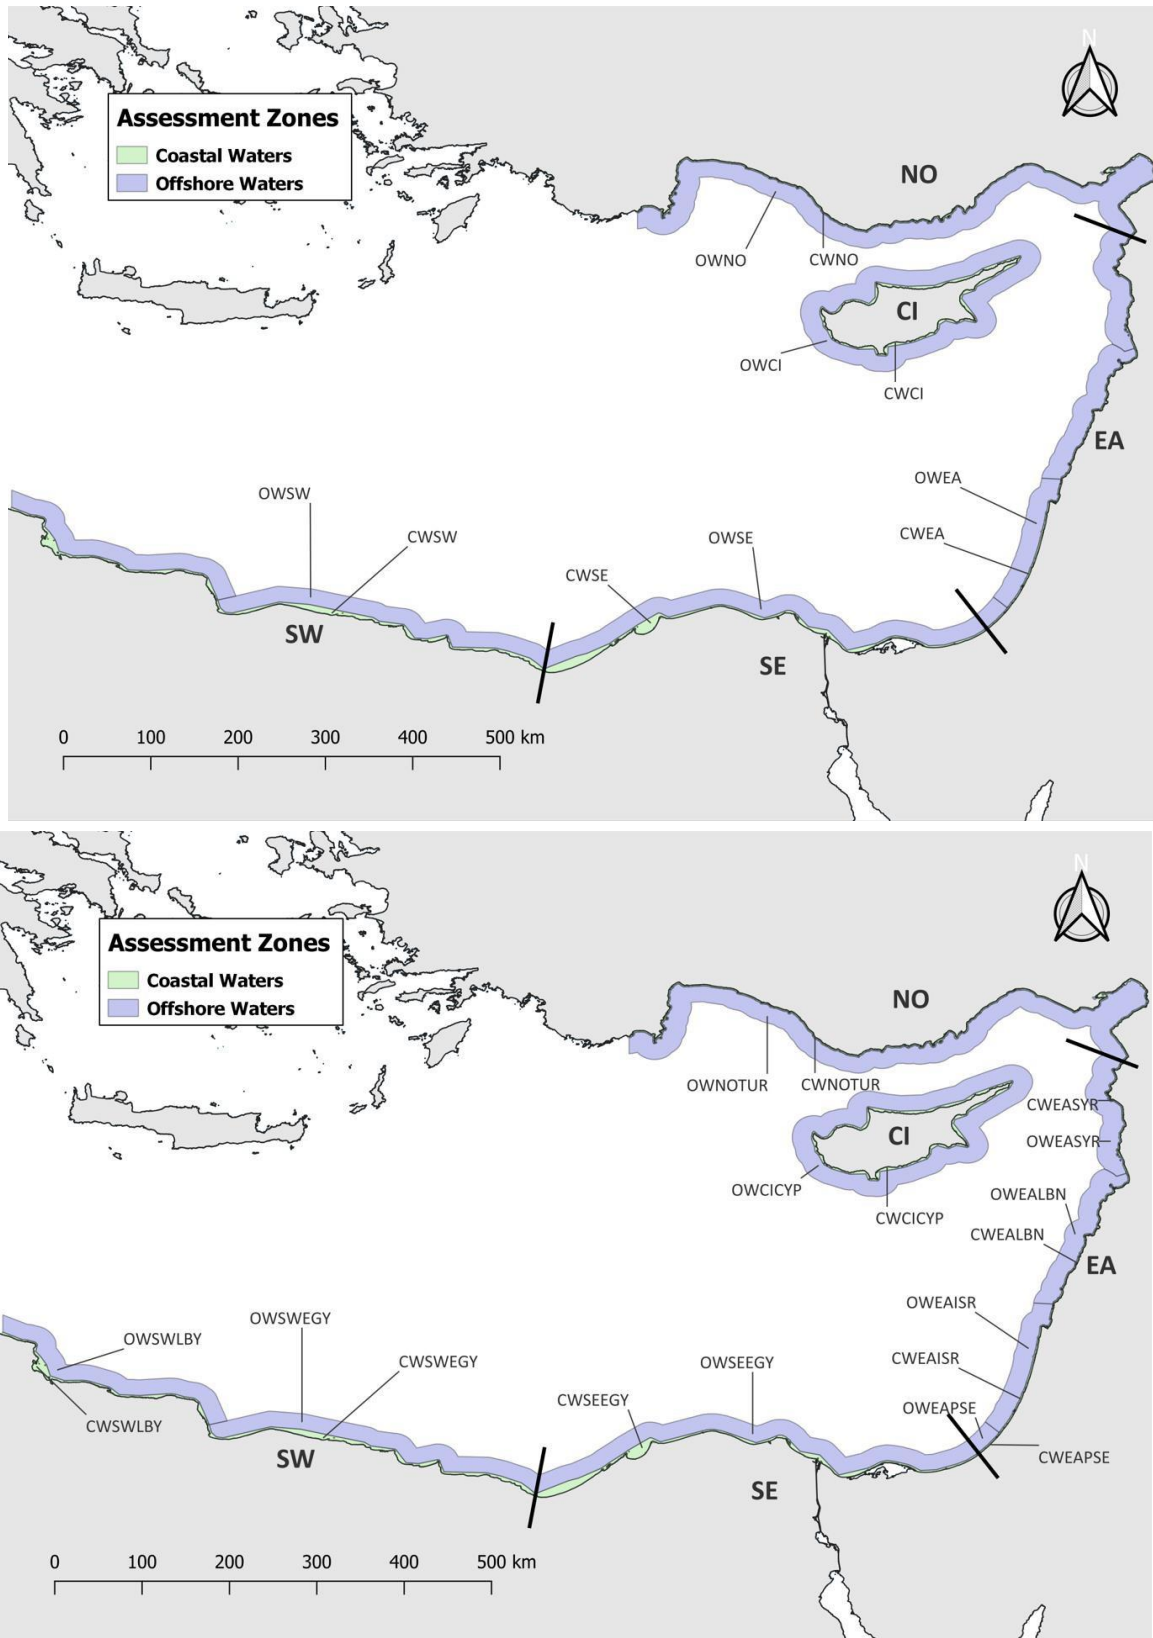 N
Assessment Zones
Coastal Waters
Offshore Waters
NO
OWNO
CWNO
CI
OWCI
CWCI
EA
OWEA
CWEA
OWSW
CWSW
OWSE
CWSE
SW
SE
0 100 200 300 400 500 km
N
Assessment Zones
Coastal Waters
Offshore Waters
NO
OWNOTUR
CWNOTUR
CWEASYR
CI
OWEASYR
OWCICYP
OWEALBN
CWCICYP
CWEALBN
EA
OWEAISR
OWSWEGY
OWSWLBY
CWSWEGY
OWSEEGY
CWEAISR
CWSEEGY
OWEAPSE
CWSWLBY
CWEAPSE
SW
SE
0 100 200 300 400 500 km